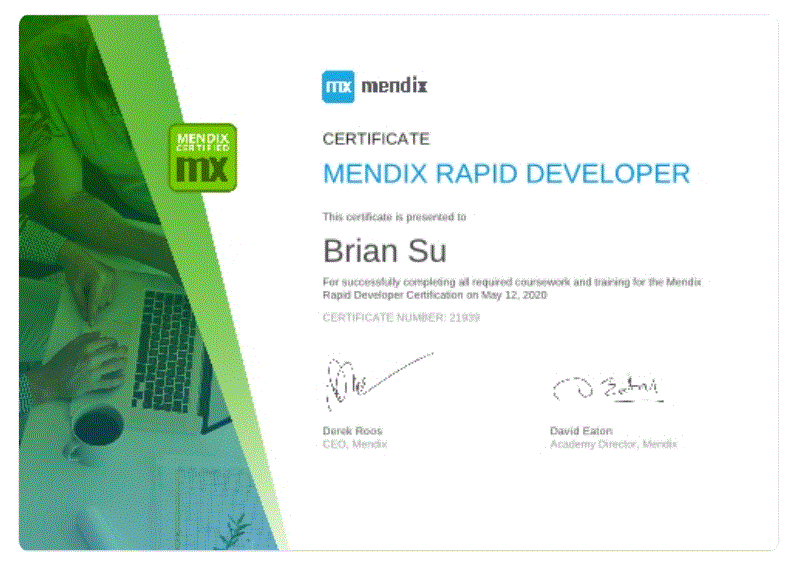 mx mendix
MENDIX
CERTIFIED
mx
CERTIFICATE
MENDIX RAPID DEVELOPER
This certificate is presented to
Brian Su
For successfully completing all required coursework and training for the Mendix
Rapid Developer Certification on May 12, 2020
CERTIFICATE NUMBER: 21939
D Eaton
Derek Roos
David Eaton
CEO, Mendix
Academy Director, Mendix